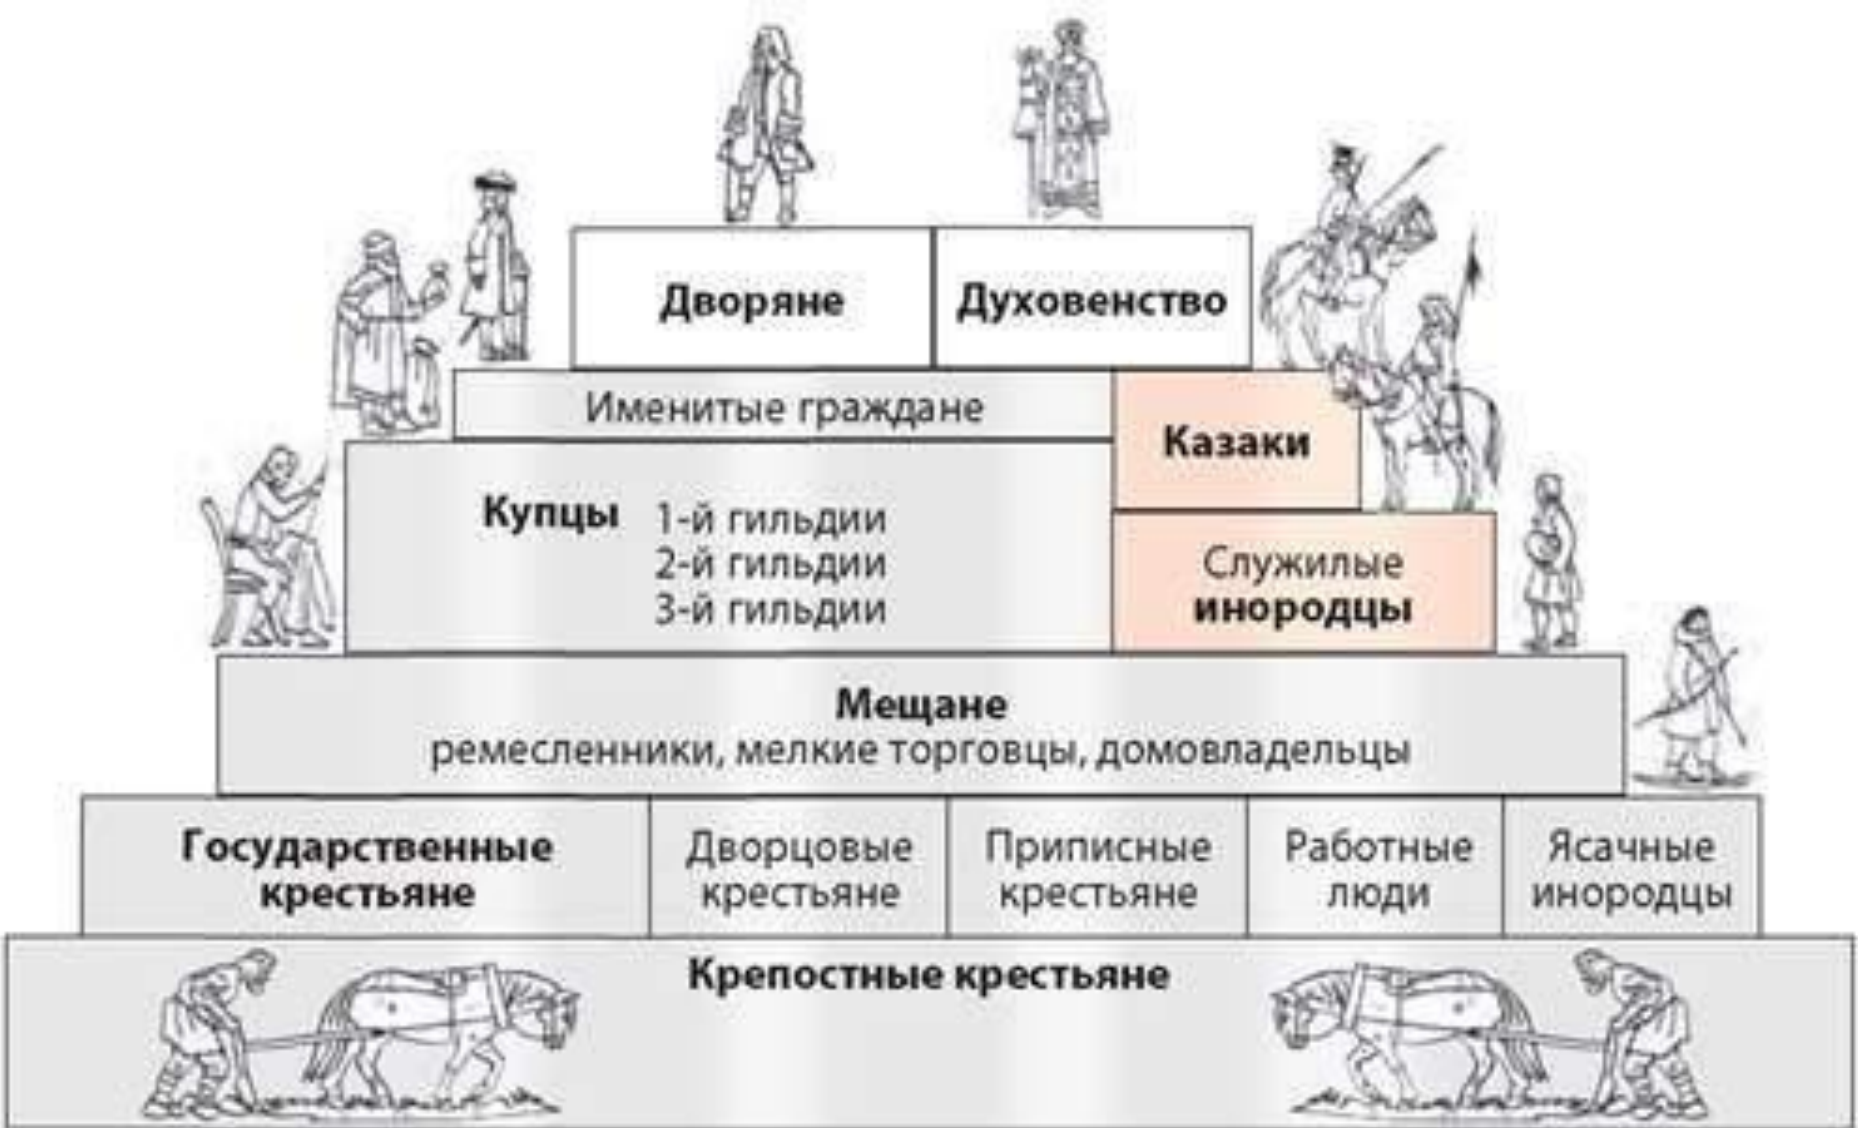 Дворяне
Духовенство
Именитые граждане
Казаки
Купцы 1-й гильдии
2-й гильдии
3-й гильдии
Служилые
инородцы
Мещане
ремесленники, мелкие торговцы, домовладельцы
Государственные
крестьяне
Дворцовые
крестьяне
Приписные
крестьяне
Работные
люди
Ясачные
инородцы
Крепостные крестьяне